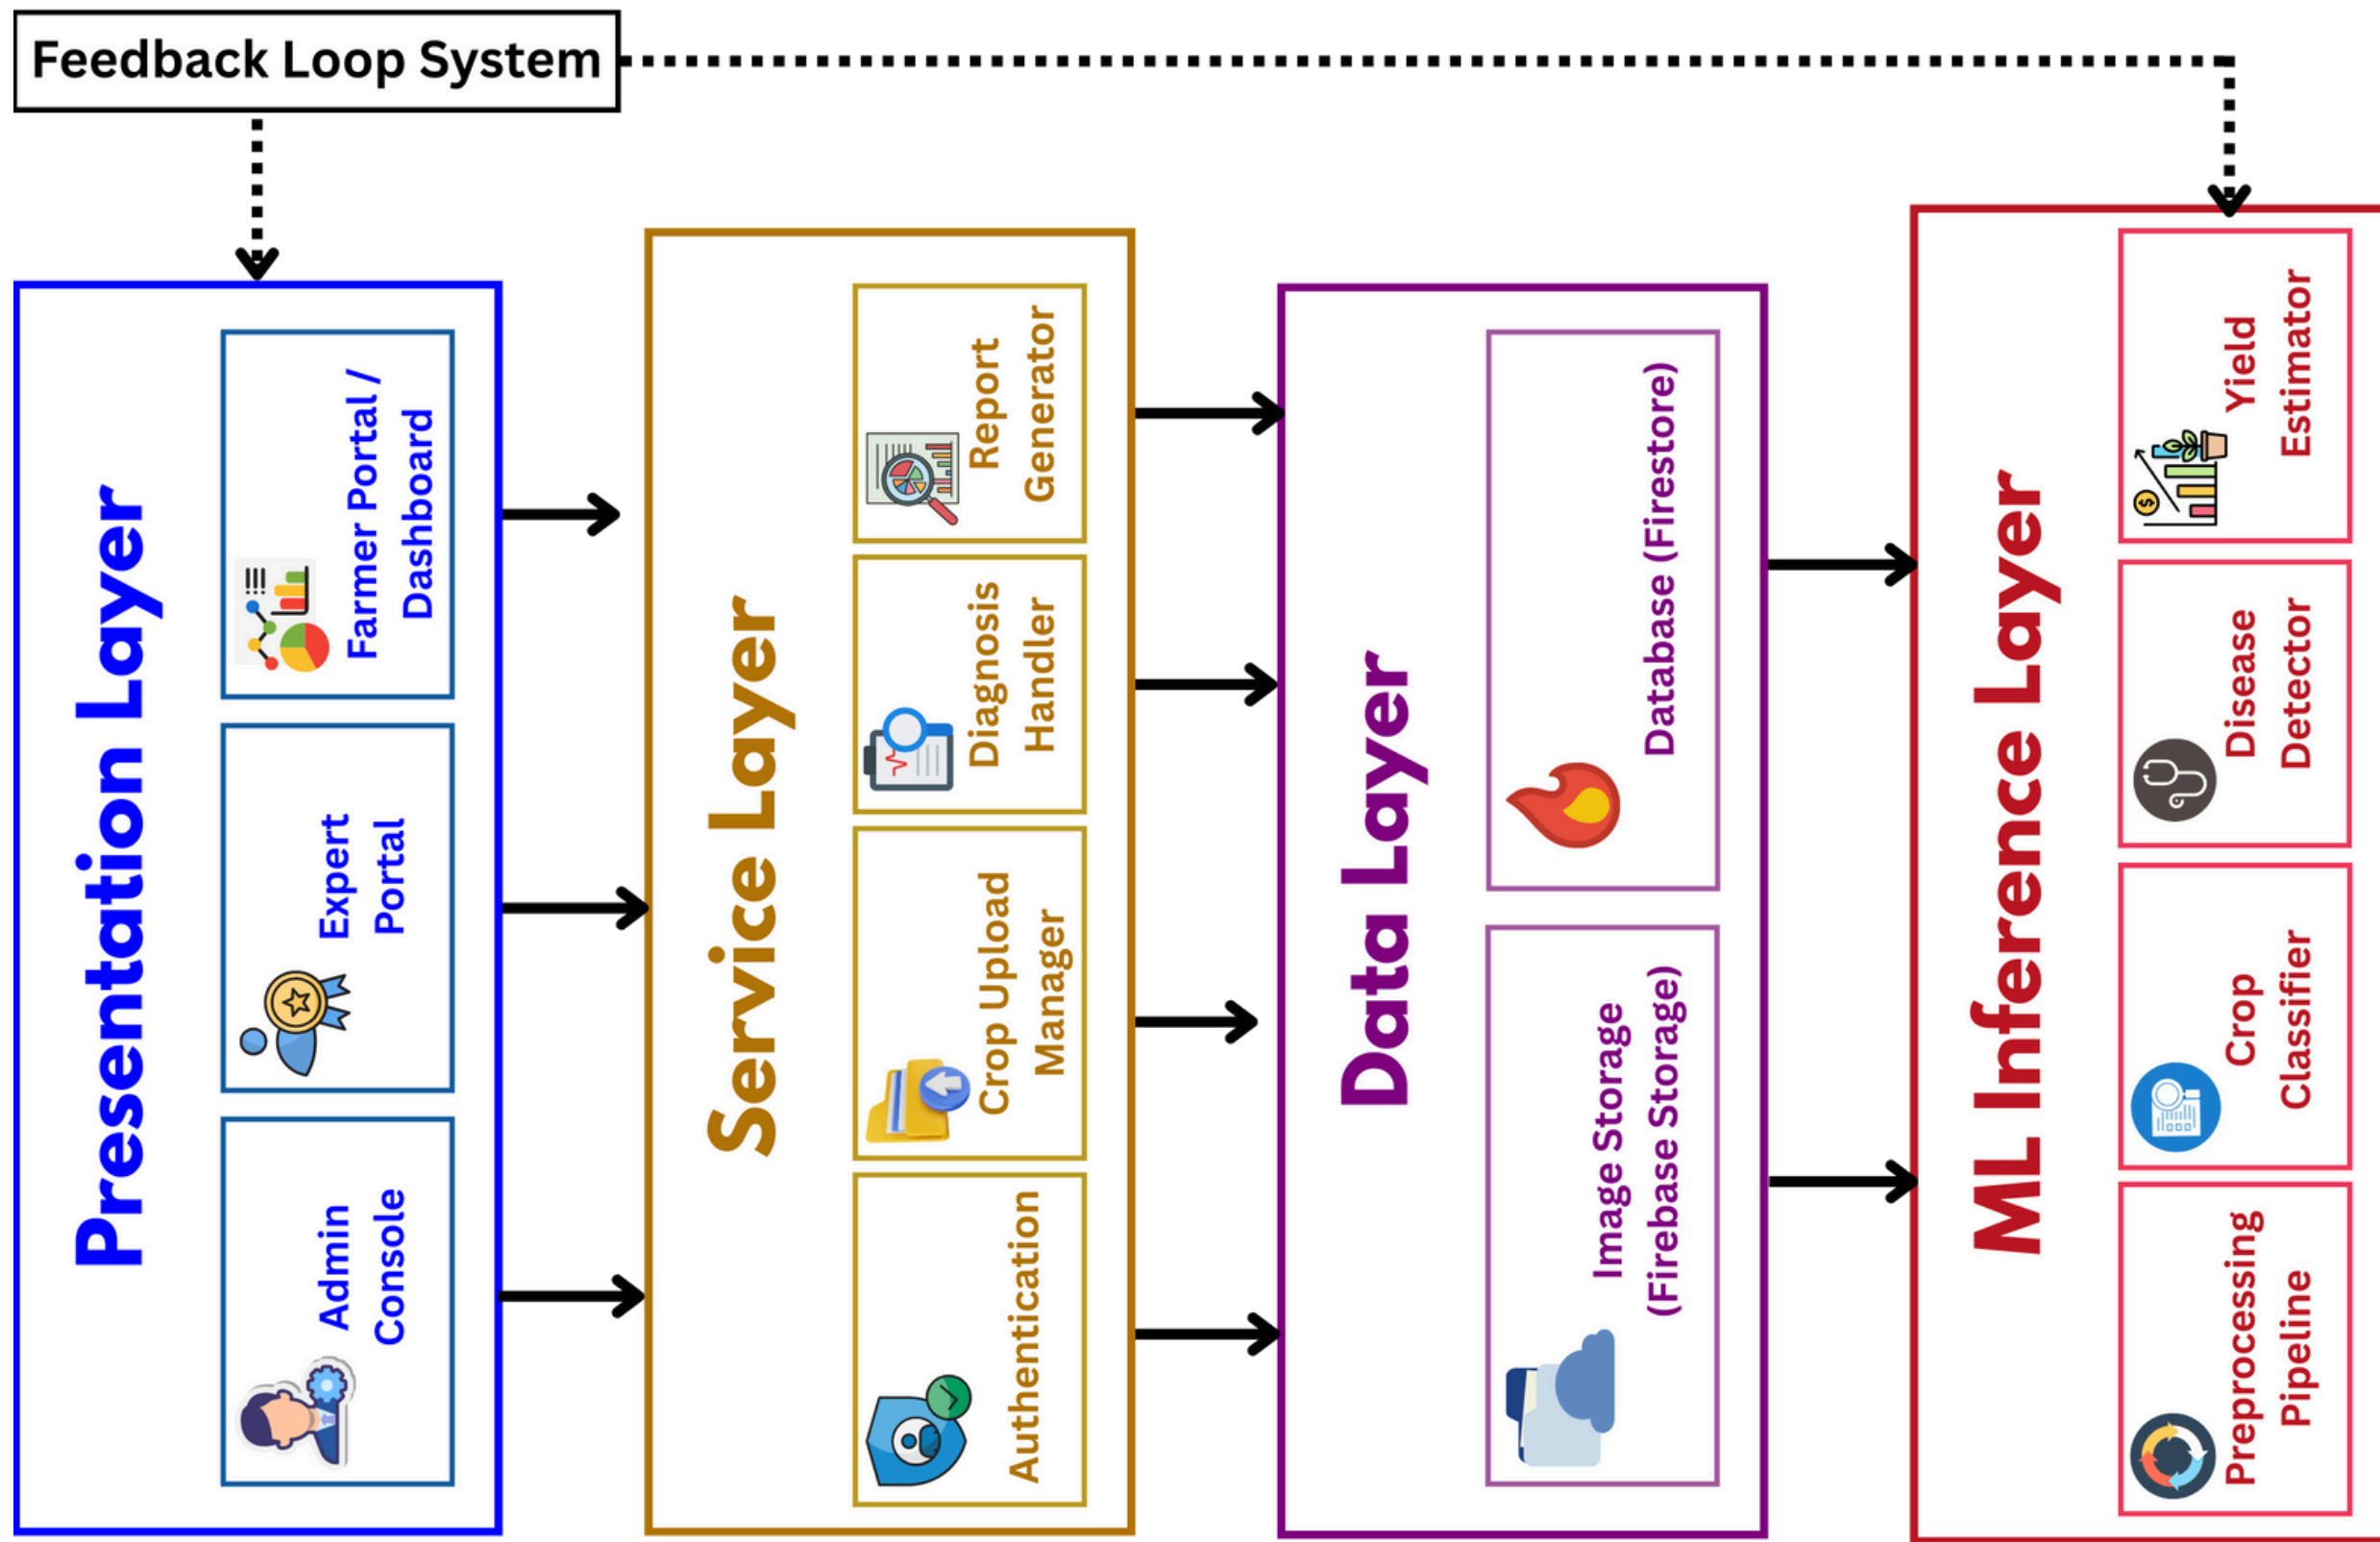 Feedback Loop System
Presentation Layer
Farmer Portal /
Dashboard
Expert
Portal
Admin
Console
Service Layer
Report
Generator
Diagnosis
Handler
Crop Upload
Manager
Authentication
Data Layer
Database (Firestore)
Image Storage
(Firebase Storage)
ML Inference Layer
Yield
Estimator
Disease
Detector
Crop
Classifier
Preprocessing
Pipeline